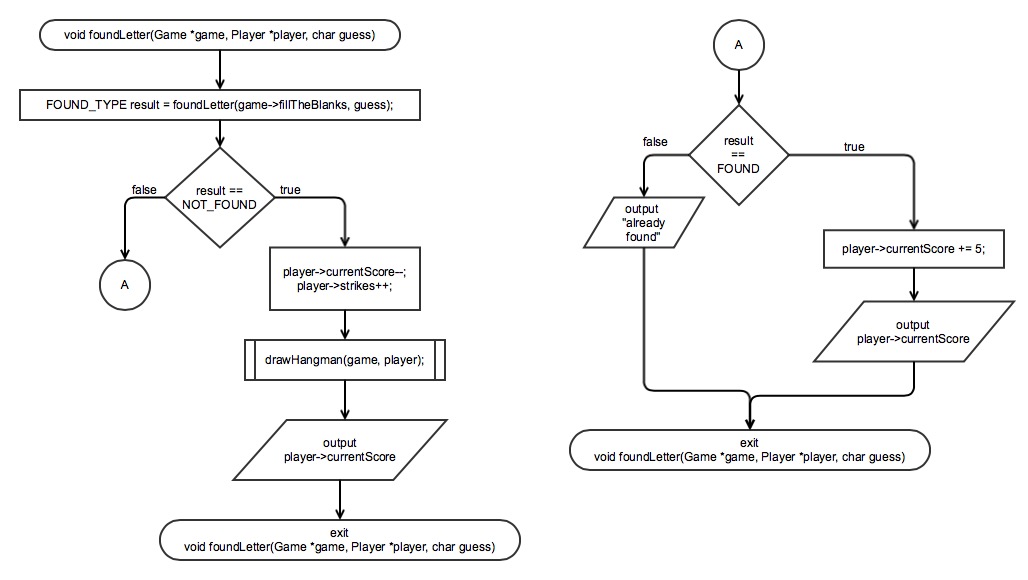 void foundLetter(Game *game, Player *player, char guess)
FOUND_TYPE result = foundLetter(game->fillTheBlanks, guess);
result ==
NOT_FOUND
false
true
A
player->currentScore--;
player->strikes++;
drawHangman(game, player);
output
player->currentScore
exit
void foundLetter(Game *game, Player *player, char guess)
A
result
==
FOUND
false
true
output
"already
found"
player->currentScore += 5;
output
player->currentScore
exit
void foundLetter(Game *game, Player *player, char guess)